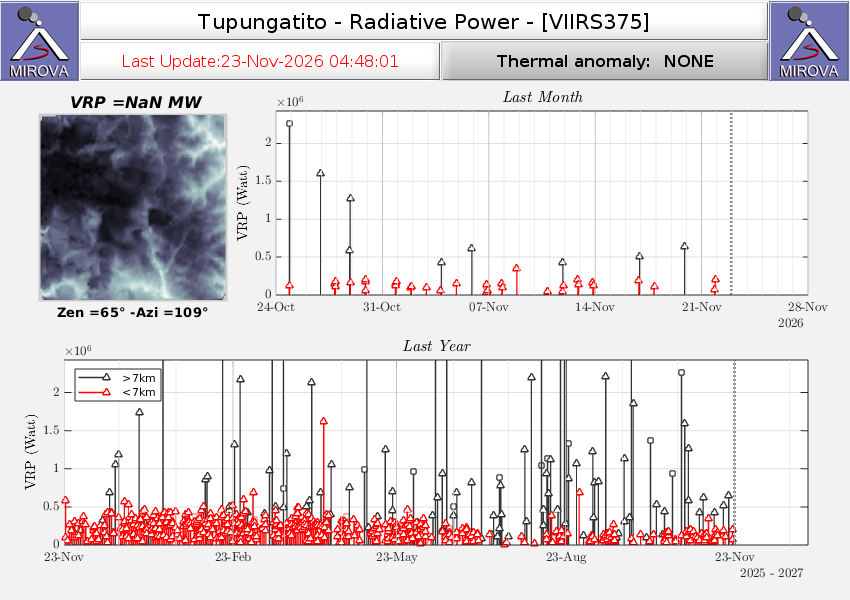 Tupungatito - Radiative Power - [VIIRS375]
MIROVA
Last Update:23-Nov-2026 04:48:01
Thermal anomaly: NONE
MIROVA
VRP =NaN MW
Zen =65° -Azi =109°
Last Month
×10⁶
VRP (Watt)
2
1.5
1
0.5
0
24-Oct 31-Oct 07-Nov 14-Nov 21-Nov 28-Nov
2026
Last Year
×10⁶
VRP (Watt)
>7km
<7km
2
1.5
1
0.5
0
23-Nov 23-Feb 23-May 23-Aug 23-Nov
2025 - 2027